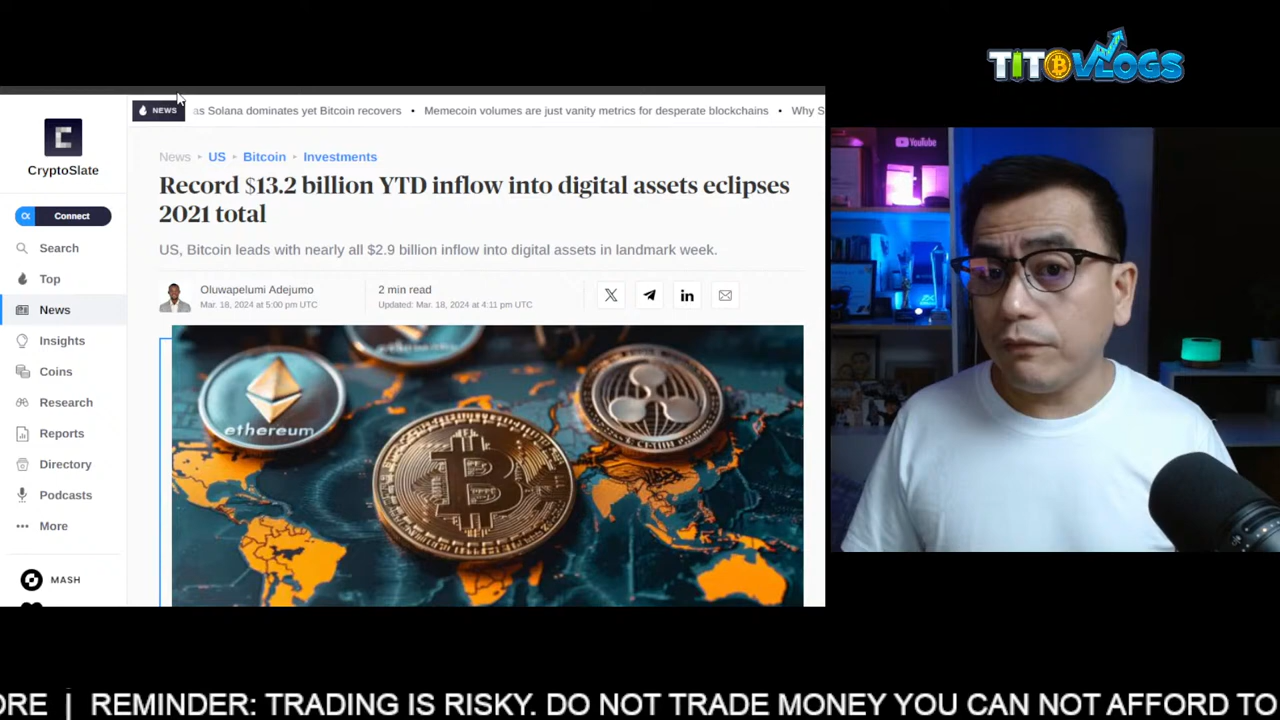 TITOVLOGS
NEWS
as Solana dominates yet Bitcoin recovers • Memecoin volumes are just vanity metrics for desperate blockchains • Why S
CryptoSlate
Connect
Search
Top
News
Insights
Coins
Research
Reports
Directory
Podcasts
More
MASH
News ▸ US ▸ Bitcoin ▸ Investments
Record $13.2 billion YTD inflow into digital assets eclipses
2021 total
US, Bitcoin leads with nearly all $2.9 billion inflow into digital assets in landmark week.
Oluwapelumi Adejumo
Mar. 18, 2024 at 5:00 pm UTC
2 min read
Updated: Mar. 18, 2024 at 4:11 pm UTC
ethereum
YouTube
ORE | REMINDER: TRADING IS RISKY. DO NOT TRADE MONEY YOU CAN NOT AFFORD TO